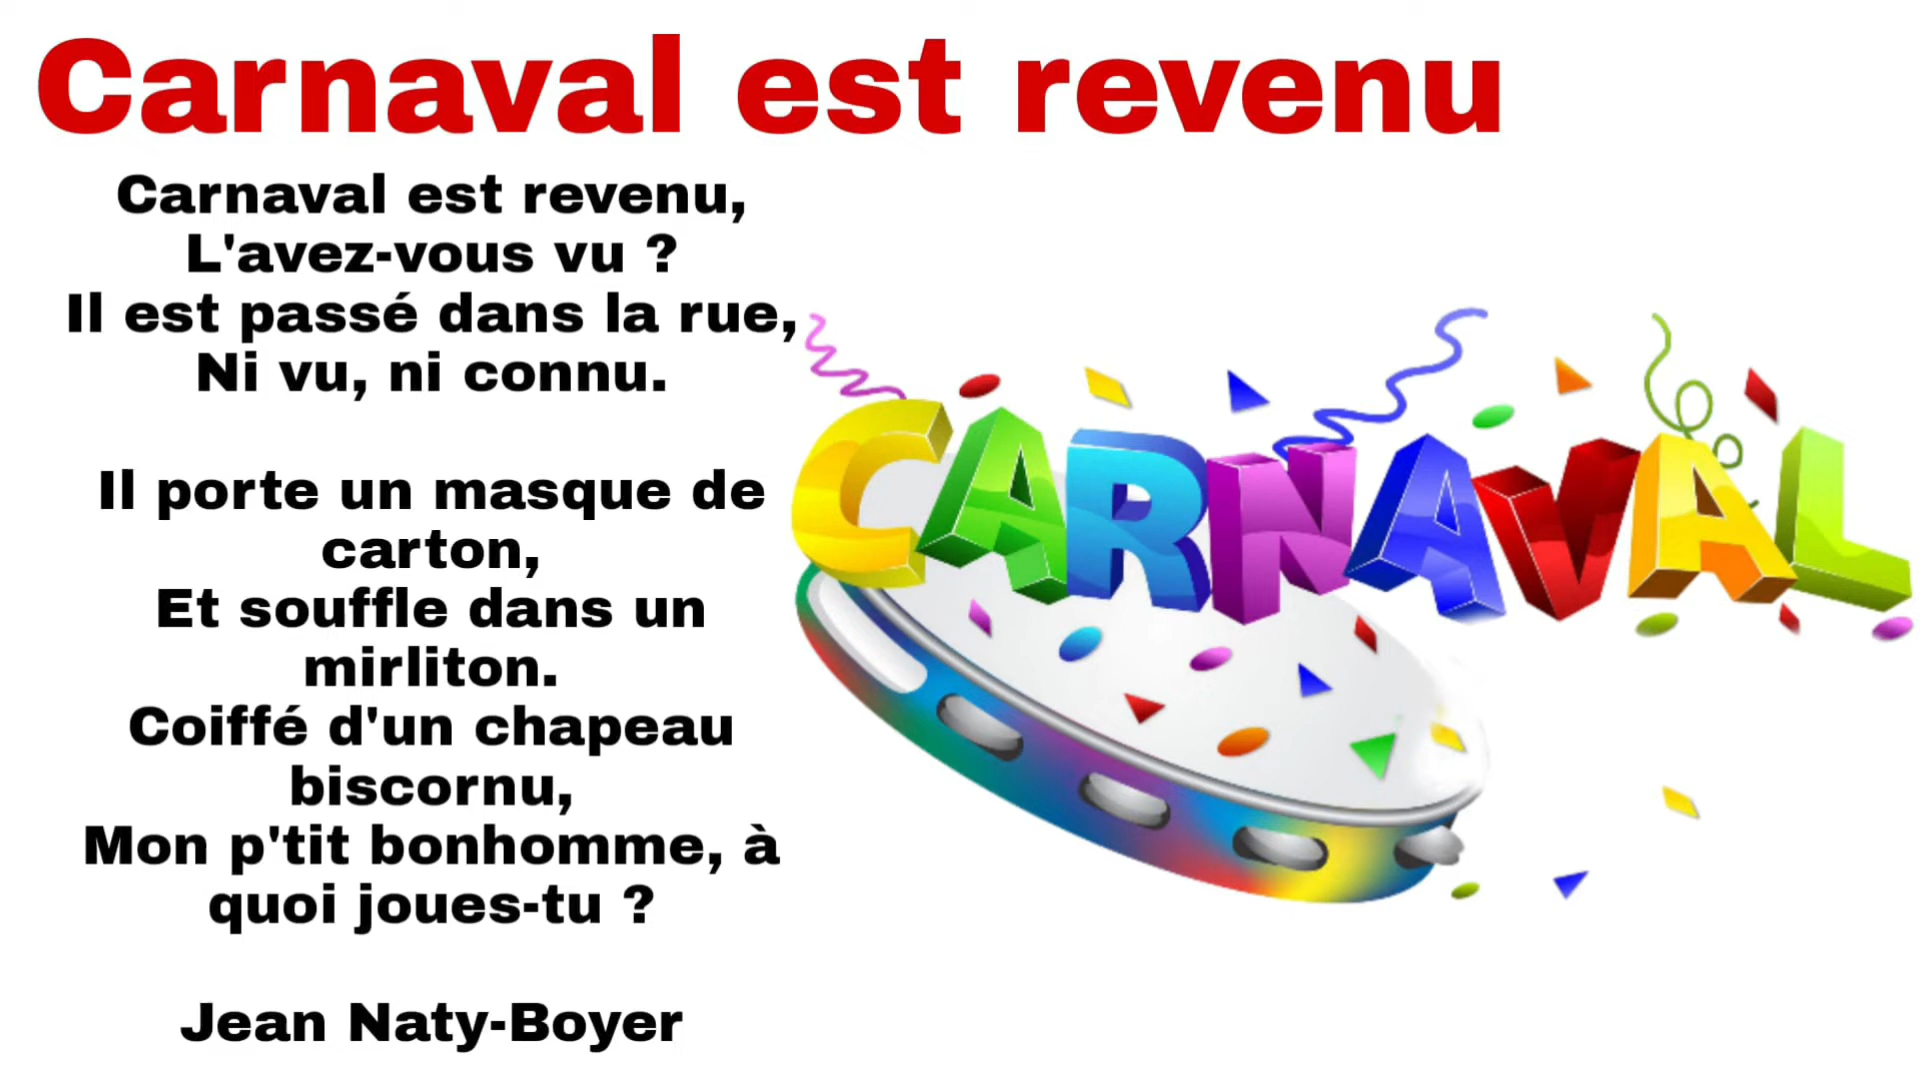 Carnaval est revenu
Carnaval est revenu,
L'avez-vous vu ?
Il est passé dans la rue,
Ni vu, ni connu.
Il porte un masque de
carton,
Et souffle dans un
mirliton.
Coiffé d'un chapeau
biscornu,
Mon p'tit bonhomme, à
quoi joues-tu ?
Jean Naty-Boyer
CARNAVAL